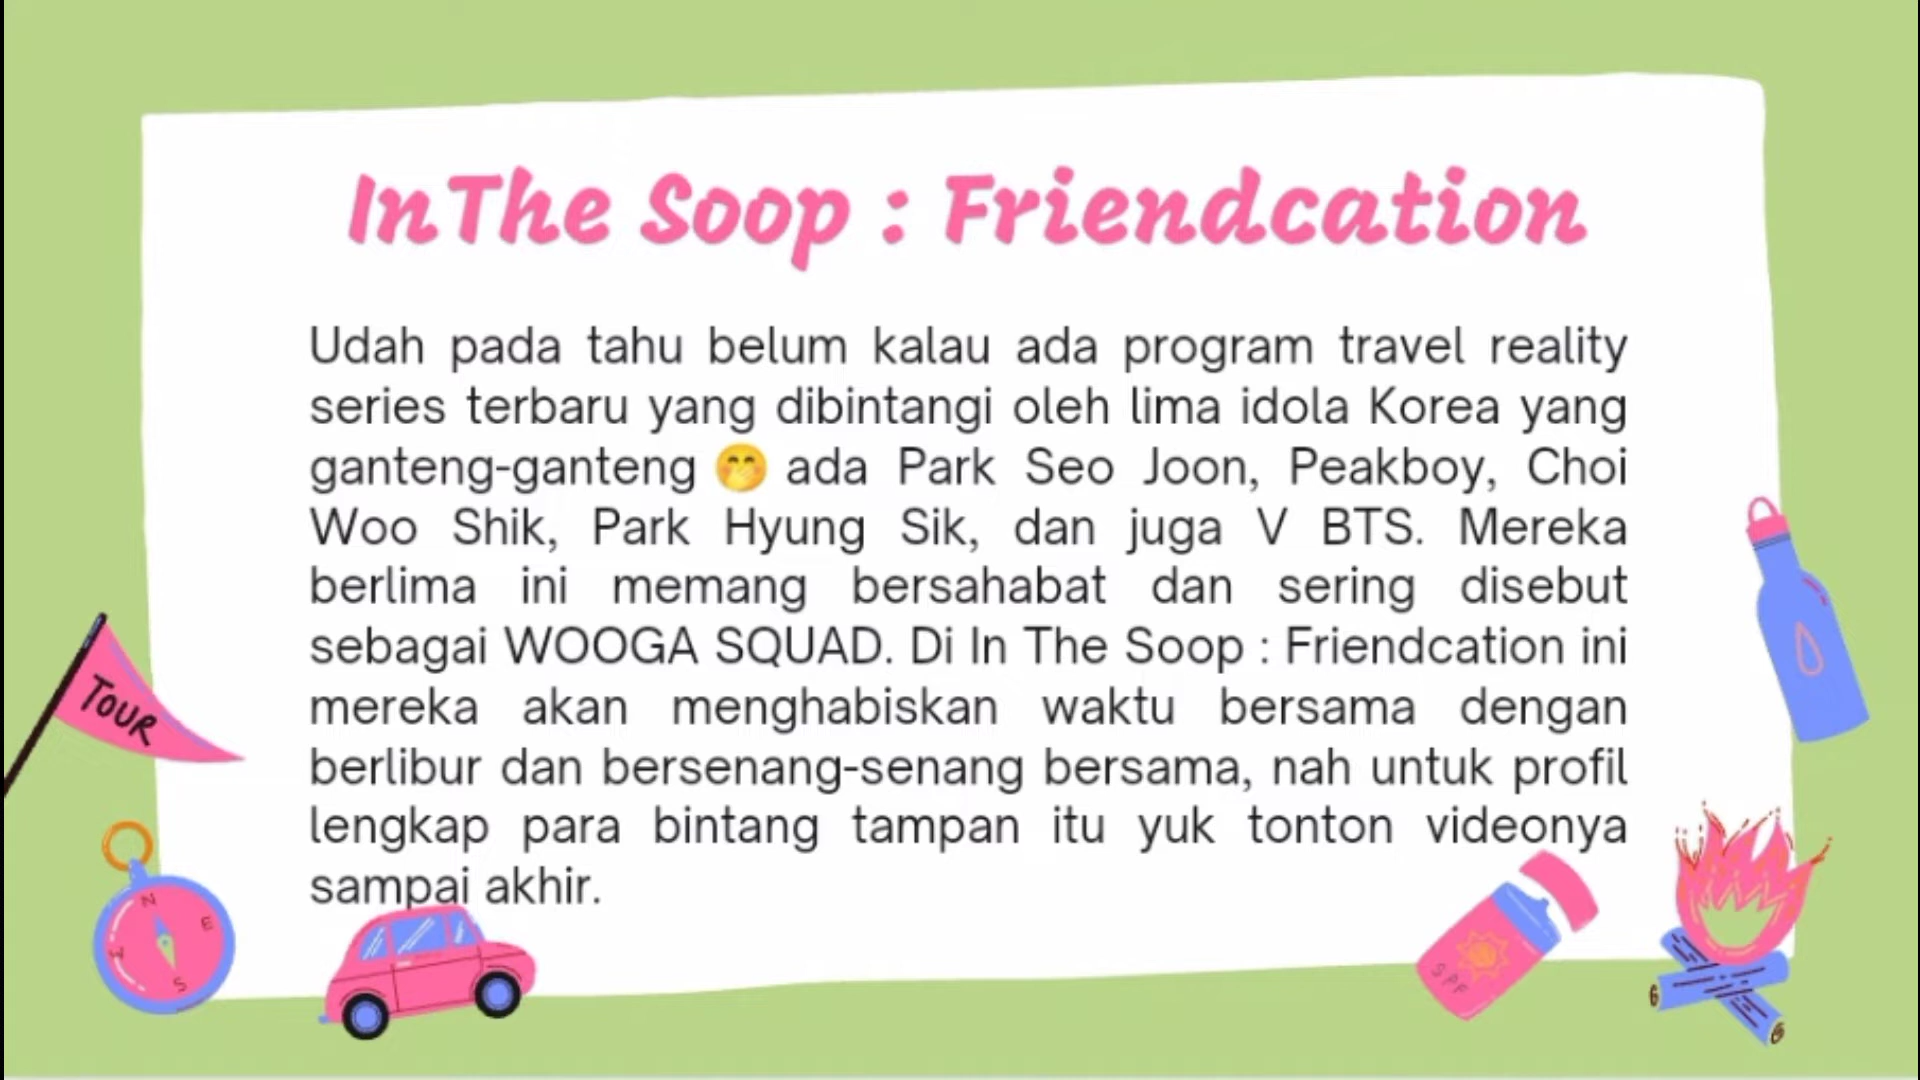 InThe Soop : Friendcation
Udah pada tahu belum kalau ada program travel reality
series terbaru yang dibintangi oleh lima idola Korea yang
ganteng-ganteng 🤭 ada Park Seo Joon, Peakboy, Choi
Woo Shik, Park Hyung Sik, dan juga V BTS. Mereka
berlima ini memang bersahabat dan sering disebut
sebagai WOOGA SQUAD. Di In The Soop : Friendcation ini
mereka akan menghabiskan waktu bersama dengan
berlibur dan bersenang-senang bersama, nah untuk profil
lengkap para bintang tampan itu yuk tonton videonya
sampai akhir.
TOUR
N
E
W
S
SPF